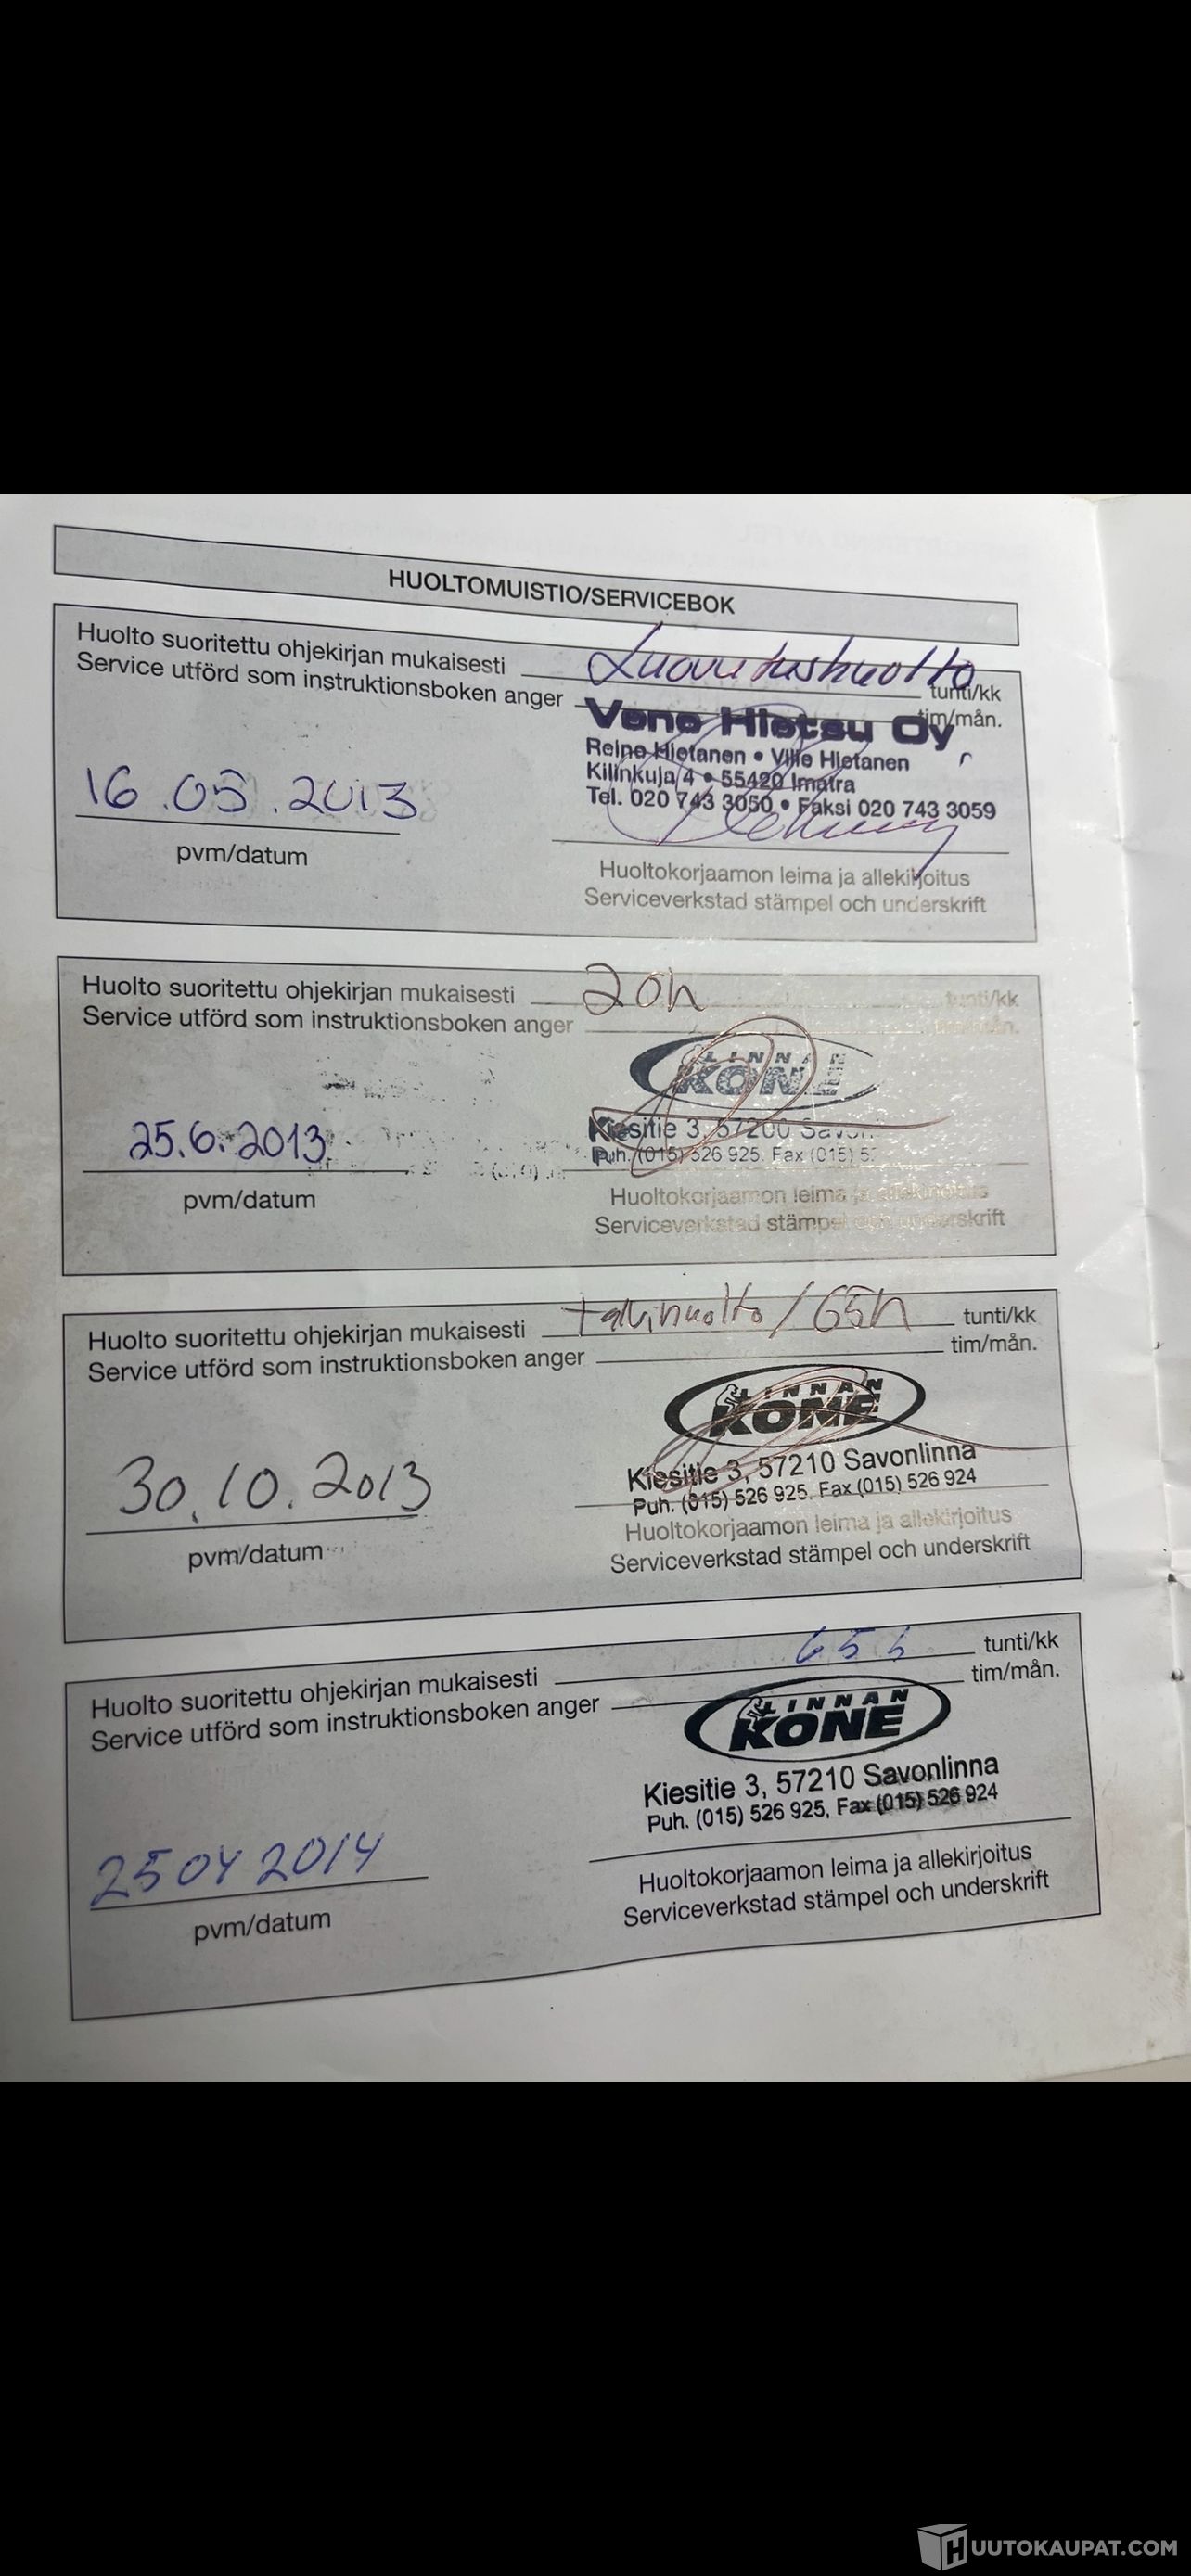 HUOLTOMUISTIO/SERVICEBOK
Huolto suoritettu ohjekirjan mukaisesti Luovutushuolto tunti/kk
Service utförd som instruktionsboken anger tim/mån.
Veno Hietsu Oy
Reino Hietanen • Ville Hietanen
Kilinkuja 4 • 55420 Imatra
Tel. 020 743 3050 • Faksi 020 743 3059
16.05.2013
pvm/datum
Huoltokorjaamon leima ja allekirjoitus
Serviceverkstad stämpel och underskrift
Huolto suoritettu ohjekirjan mukaisesti 20h tunti/kk
Service utförd som instruktionsboken anger tim/mån.
LINNAN
KONE
Kiesitie 3, 57200
Puh. (015) 526 925, Fax (015)
25.6.2013
pvm/datum
Huoltokorjaamon leima ja allekirjoitus
Serviceverkstad stämpel och underskrift
Huolto suoritettu ohjekirjan mukaisesti talvihuolto/65h tunti/kk
Service utförd som instruktionsboken anger tim/mån.
LINNAN
KONE
Kiesitie 3, 57210 Savonlinna
Puh. (015) 526 925, Fax (015) 526 924
30.10.2013
pvm/datum
Huoltokorjaamon leima ja allekirjoitus
Serviceverkstad stämpel och underskrift
Huolto suoritettu ohjekirjan mukaisesti 65h tunti/kk
Service utförd som instruktionsboken anger tim/mån.
LINNAN
KONE
Kiesitie 3, 57210 Savonlinna
Puh. (015) 526 925, Fax (015) 526 924
25 04 2014
pvm/datum
Huoltokorjaamon leima ja allekirjoitus
Serviceverkstad stämpel och underskrift
HUUTOKAUPAT.COM